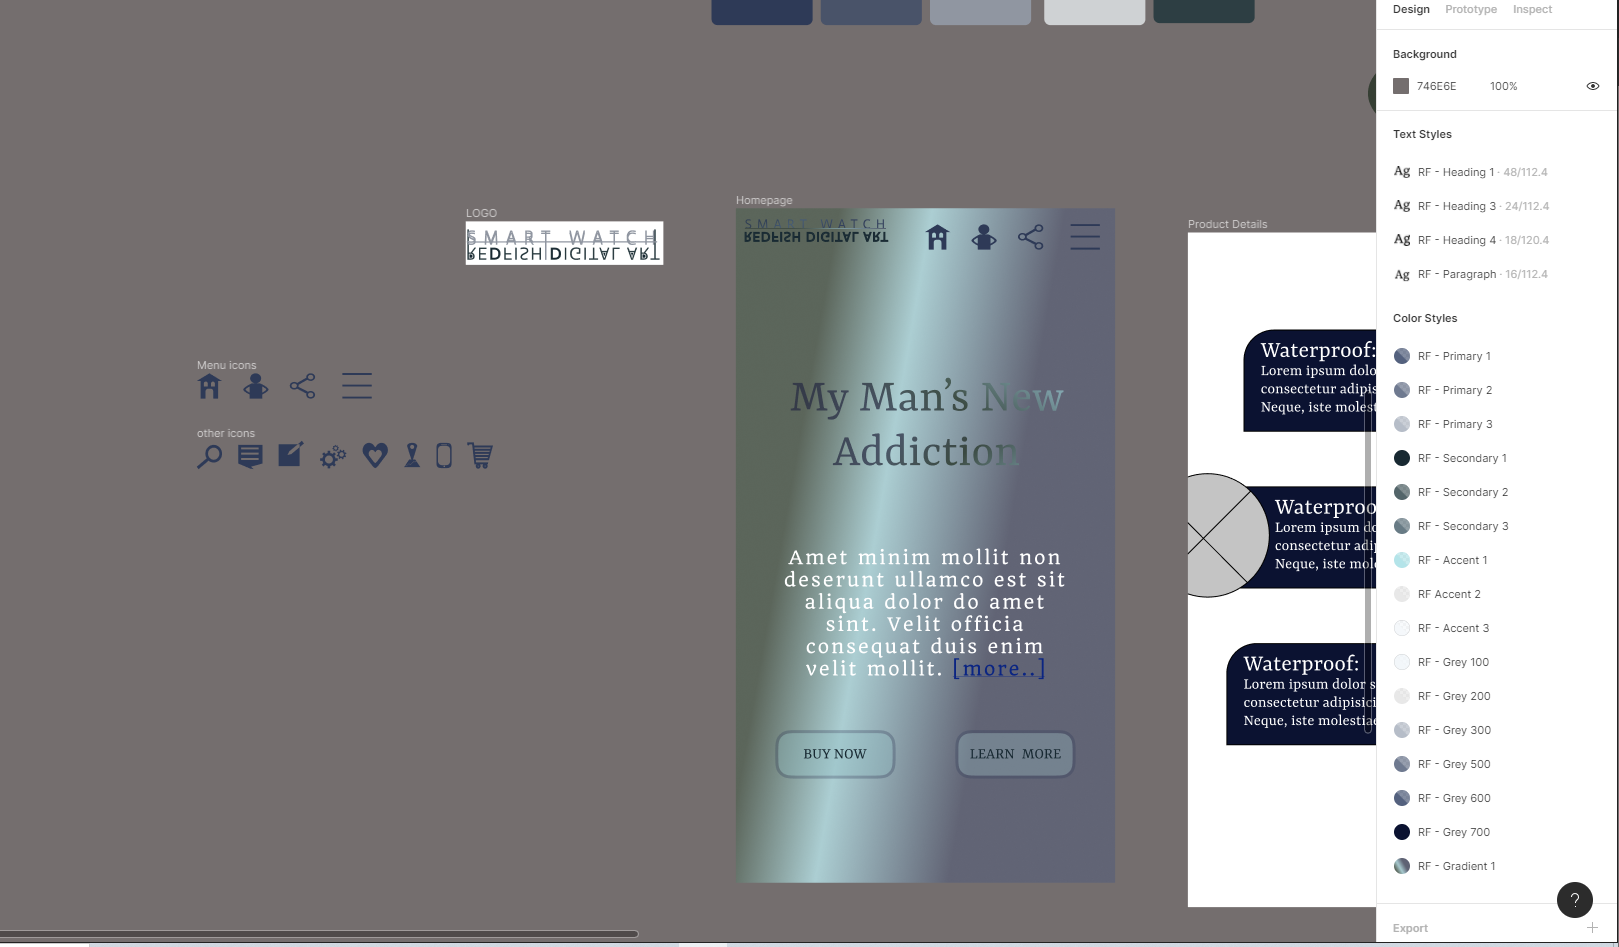 Design Prototype Inspect
Background
746E6E 100%
Text Styles
Ag RF - Heading 1 · 48/112.4
Ag RF - Heading 3 · 24/112.4
Ag RF - Heading 4 · 18/120.4
Ag RF - Paragraph · 16/112.4
Color Styles
RF - Primary 1
RF - Primary 2
RF - Primary 3
RF - Secondary 1
RF - Secondary 2
RF - Secondary 3
RF - Accent 1
RF Accent 2
RF - Accent 3
RF - Grey 100
RF - Grey 200
RF - Grey 300
RF - Grey 500
RF - Grey 600
RF - Grey 700
RF - Gradient 1
?
Export
LOGO
SMART WATCH
REDFISH DIGITAL ART
Menu icons
other icons
Homepage
SMART WATCH
REDFISH DIGITAL ART
My Man’s New
Addiction
Amet minim mollit non
deserunt ullamco est sit
aliqua dolor do amet
sint. Velit officia
consequat duis enim
velit mollit. [more..]
BUY NOW
LEARN MORE
Product Details
Waterproof:
Lorem ipsum dolo
consectetur adipis
Neque, iste molest
Waterproo
Lorem ipsum do
consectetur adip
Neque, iste mole
Waterproof:
Lorem ipsum dolor s
consectetur adipisici
Neque, iste molestiae